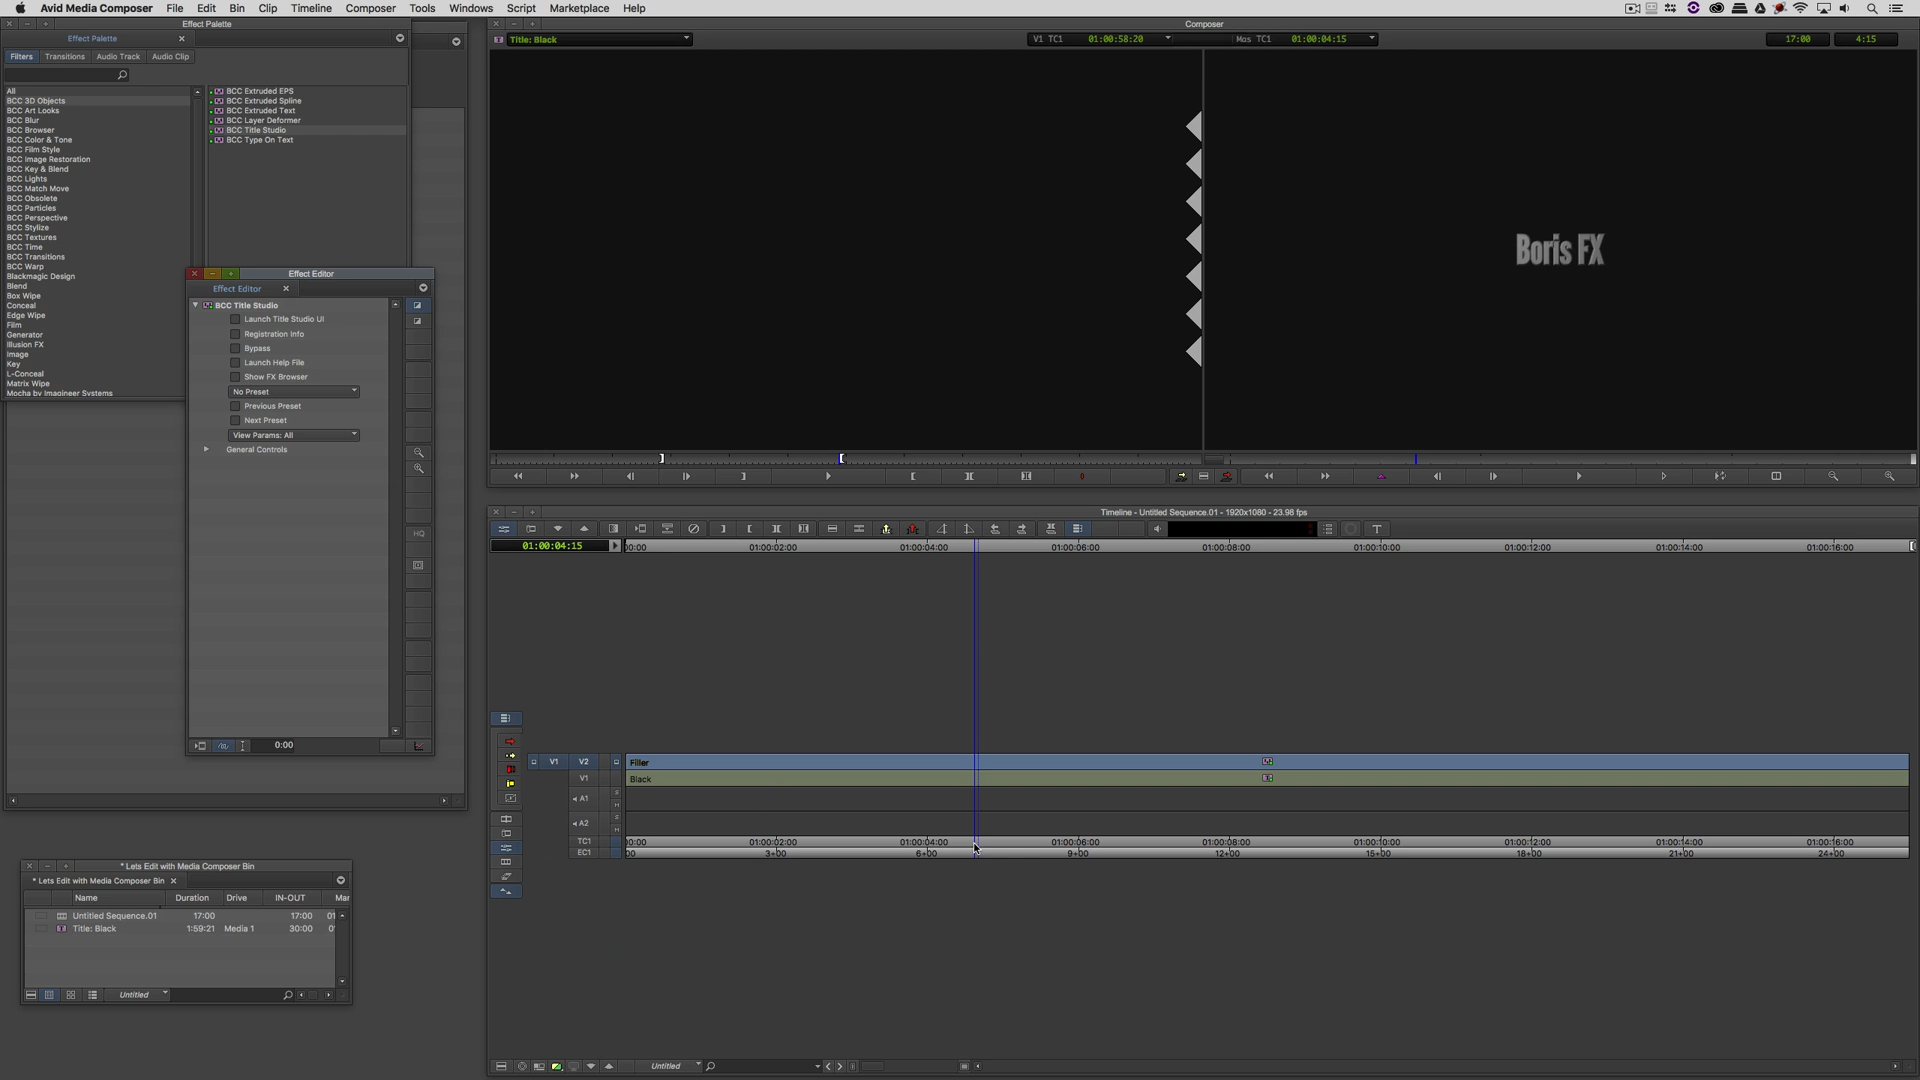 Avid Media Composer File Edit Bin Clip Timeline Composer Tools Windows Script Marketplace Help
Effect Palette
Effect Palette
Filters Transitions Audio Track Audio Clip
All
BCC 3D Objects
BCC Art Looks
BCC Blur
BCC Browser
BCC Color & Tone
BCC Film Style
BCC Image Restoration
BCC Key & Blend
BCC Lights
BCC Match Move
BCC Obsolete
BCC Particles
BCC Perspective
BCC Stylize
BCC Textures
BCC Time
BCC Transitions
BCC Warp
Blackmagic Design
Blend
Box Wipe
Conceal
Edge Wipe
Film
Generator
Illusion FX
Image
Key
L-Conceal
Matrix Wipe
Mocha by Imagineer Systems
BCC Extruded EPS
BCC Extruded Spline
BCC Extruded Text
BCC Layer Deformer
BCC Title Studio
BCC Type On Text
Effect Editor
Effect Editor
BCC Title Studio
Launch Title Studio UI
Registration Info
Bypass
Launch Help File
Show FX Browser
No Preset
Previous Preset
Next Preset
View Params: All
General Controls
HQ
0:00
Composer
Title: Black
V1 TC1 01:00:58:20
Mas TC1 01:00:04:15
17:00 4:15
Boris FX
Timeline - Untitled Sequence.01 - 1920x1080 - 23.98 fps
01:00:04:15
00:00 01:00:02:00 01:00:04:00 01:00:06:00 01:00:08:00 01:00:10:00 01:00:12:00 01:00:14:00 01:00:16:00
V1 V2 Filler
V1 Black
A1 S M
A2 S M
TC1 00:00 01:00:02:00 01:00:04:00 01:00:06:00 01:00:08:00 01:00:10:00 01:00:12:00 01:00:14:00 01:00:16:00
EC1 00 3+00 6+00 9+00 12+00 15+00 18+00 21+00 24+00
Untitled
* Lets Edit with Media Composer Bin
* Lets Edit with Media Composer Bin
Name Duration Drive IN-OUT Mar
Untitled Sequence.01 17:00 17:00 01
Title: Black 1:59:21 Media 1 30:00 0
Untitled